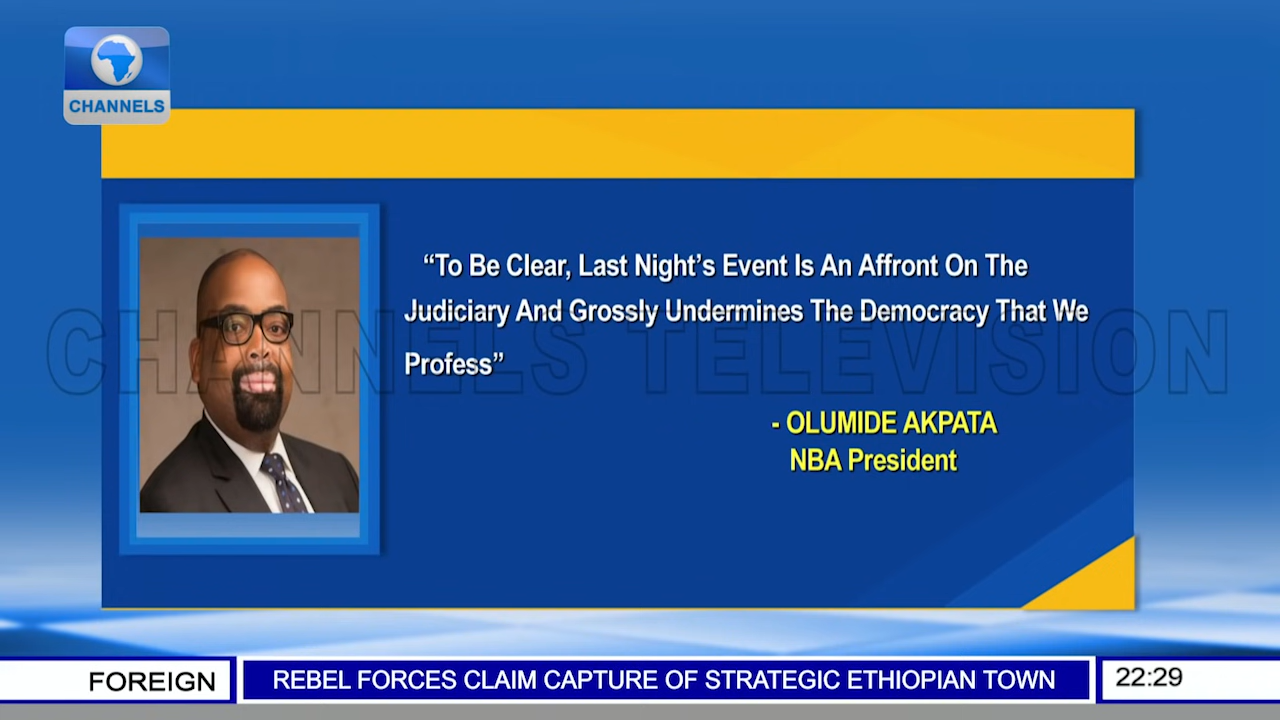 CHANNELS
“To Be Clear, Last Night’s Event Is An Affront On The
Judiciary And Grossly Undermines The Democracy That We
Profess”
- OLUMIDE AKPATA
NBA President
CHANNELS TELEVISION
FOREIGN
REBEL FORCES CLAIM CAPTURE OF STRATEGIC ETHIOPIAN TOWN
22:29